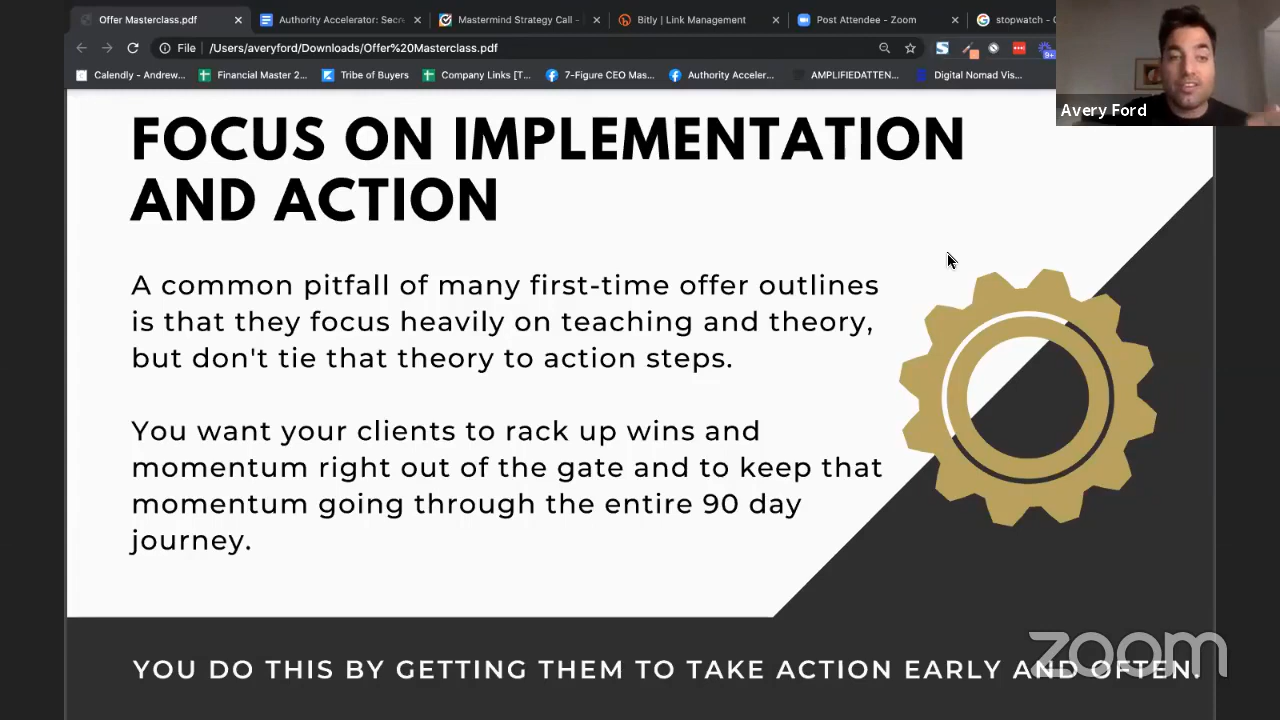 Offer Masterclass.pdf
Authority Accelerator: Secre
Mastermind Strategy Call -
Bitly | Link Management
Post Attendee - Zoom
stopwatch -
File
/Users/averyford/Downloads/Offer%20Masterclass.pdf
9+
Calendly - Andrew...
Financial Master 2...
Tribe of Buyers
Company Links [T...
7-Figure CEO Mas...
Authority Acceler...
AMPLIFIEDATTEN...
Digital Nomad Vis...
Avery Ford
FOCUS ON IMPLEMENTATION
AND ACTION
A common pitfall of many first-time offer outlines
is that they focus heavily on teaching and theory,
but don't tie that theory to action steps.
You want your clients to rack up wins and
momentum right out of the gate and to keep that
momentum going through the entire 90 day
journey.
YOU DO THIS BY GETTING THEM TO TAKE ACTION EARLY AND OFTEN.
zoom